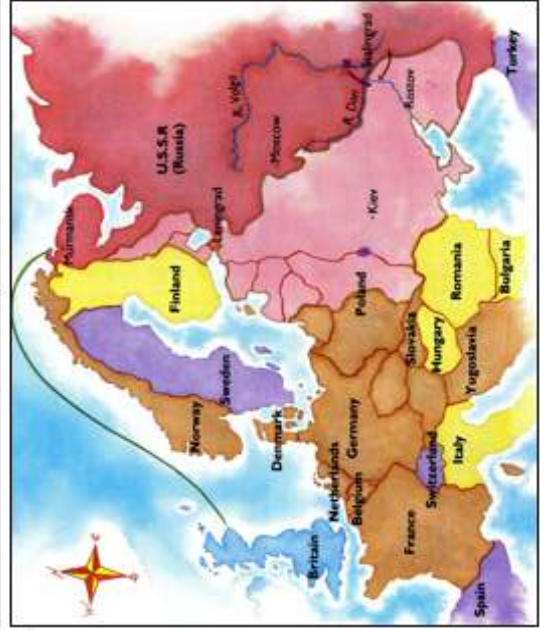 Murmansk
U.S.S.R
(Russia)
Finland
Leningrad
R. Volga
Moscow
Norway
Sweden
R. Don
Stalingrad
Denmark
Kiev
Rostov
Britain
Netherlands
Belgium
Germany
Poland
Slovakia
France
Switzerlund
Hungary
Romania
Italy
Yugoslavia
Bulgaria
Turkey
Spain